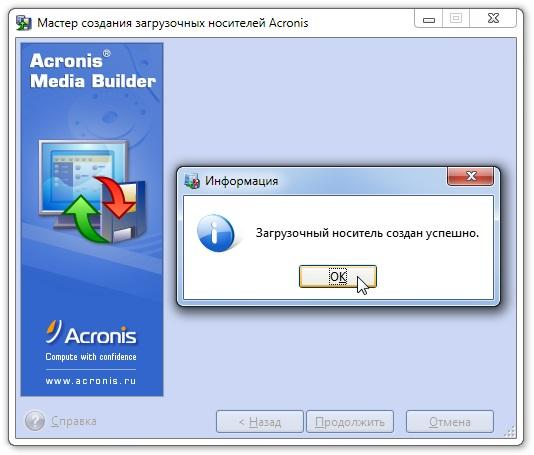 Мастер создания загрузочных носителей Acronis
Acronis®
Media Builder
Информация
Загрузочный носитель создан успешно.
OK
Acronis
Compute with confidence
www.acronis.ru
? Справка
< Назад
Продолжить
Отмена